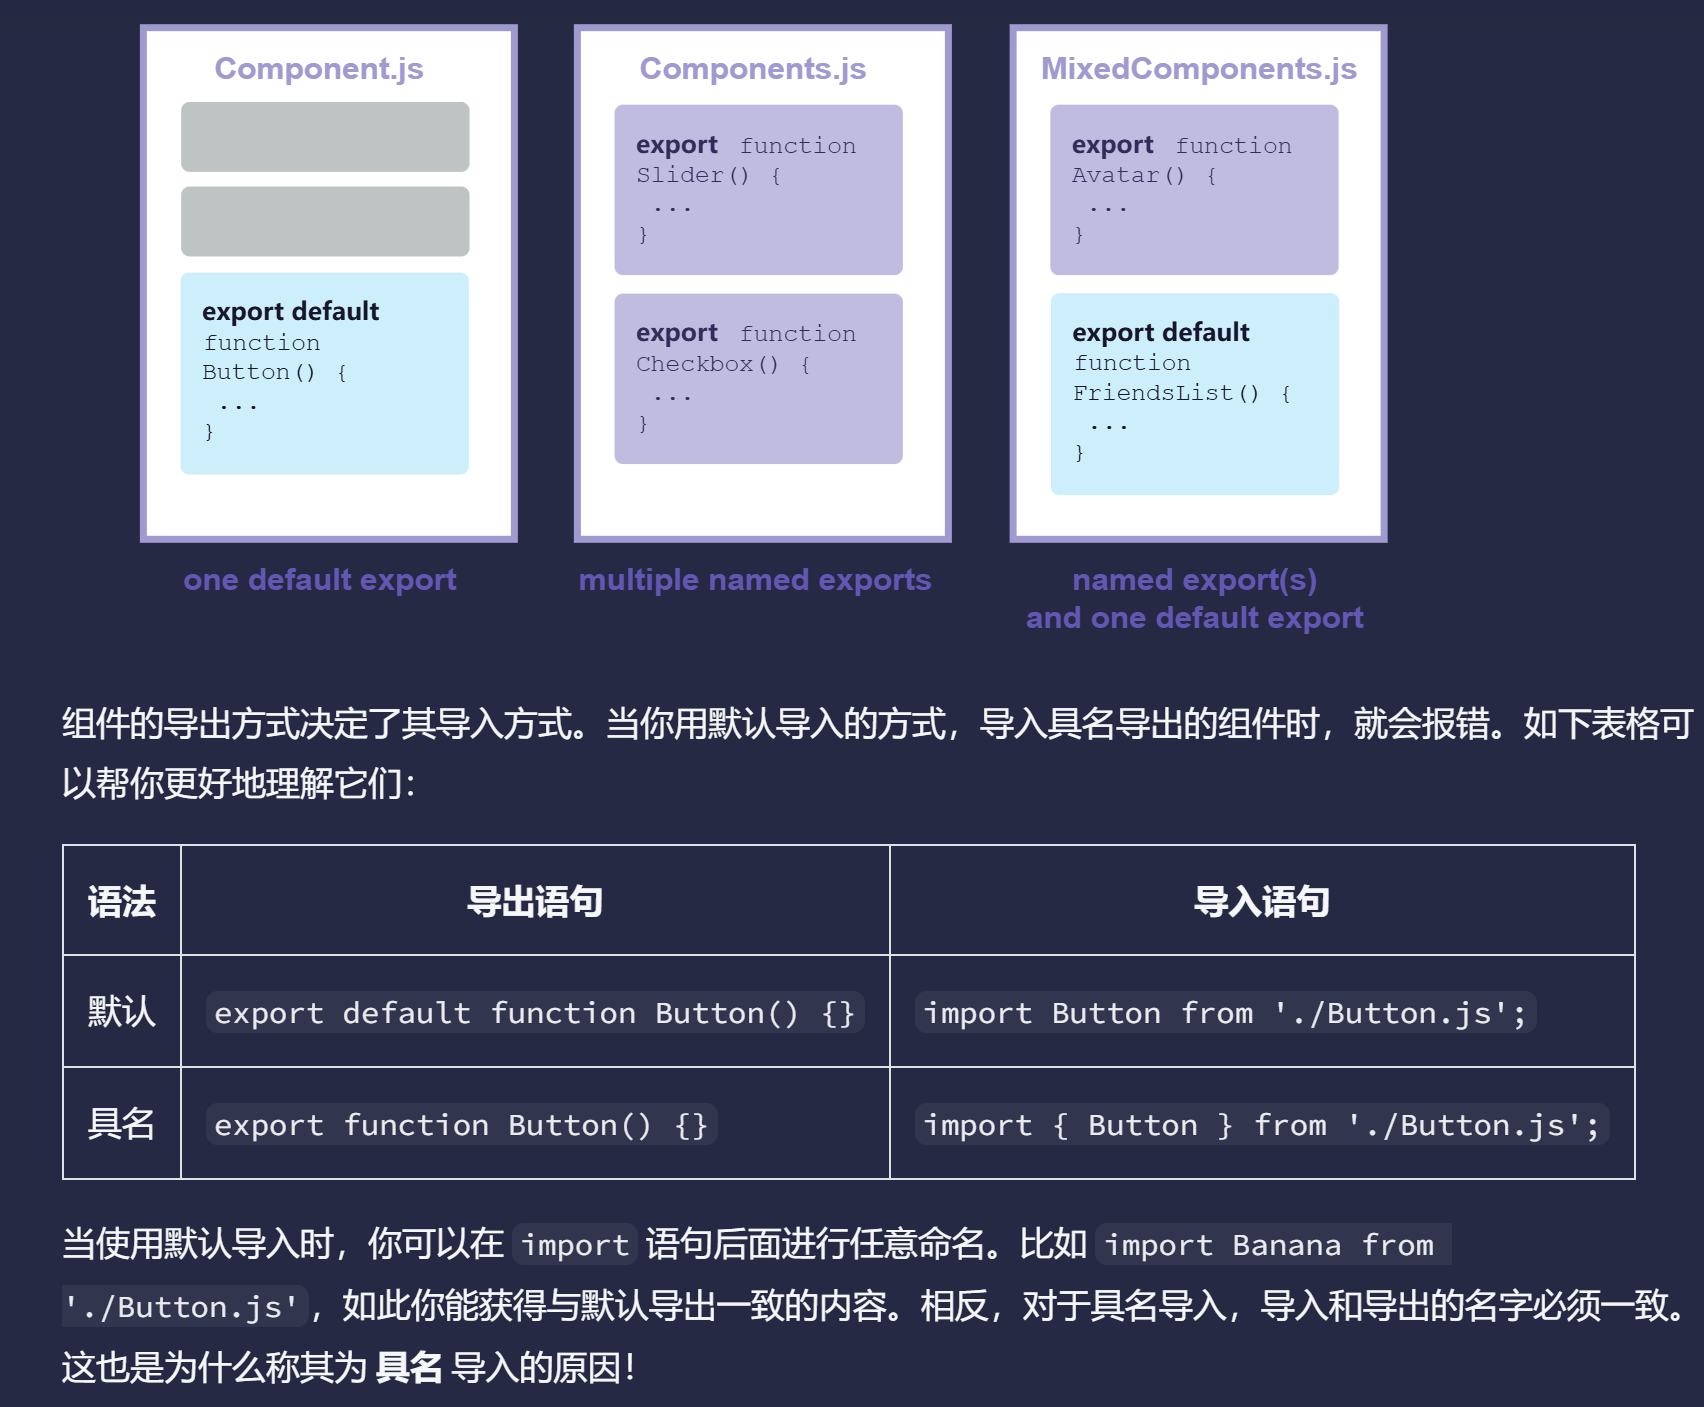 Component.js
export default
function
Button() {
...
}
one default export
Components.js
export function
Slider() {
...
}
export function
Checkbox() {
...
}
multiple named exports
MixedComponents.js
export function
Avatar() {
...
}
export default
function
FriendsList() {
...
}
named export(s)
and one default export
组件的导出方式决定了其导入方式。当你用默认导入的方式，导入具名导出的组件时，就会报错。如下表格可
以帮你更好地理解它们：
语法 导出语句 导入语句
默认 export default function Button() {} import Button from './Button.js';
具名 export function Button() {} import { Button } from './Button.js';
当使用默认导入时，你可以在 import 语句后面进行任意命名。比如 import Banana from
'./Button.js'，如此你能获得与默认导出一致的内容。相反，对于具名导入，导入和导出的名字必须一致。
这也是为什么称其为 具名 导入的原因！